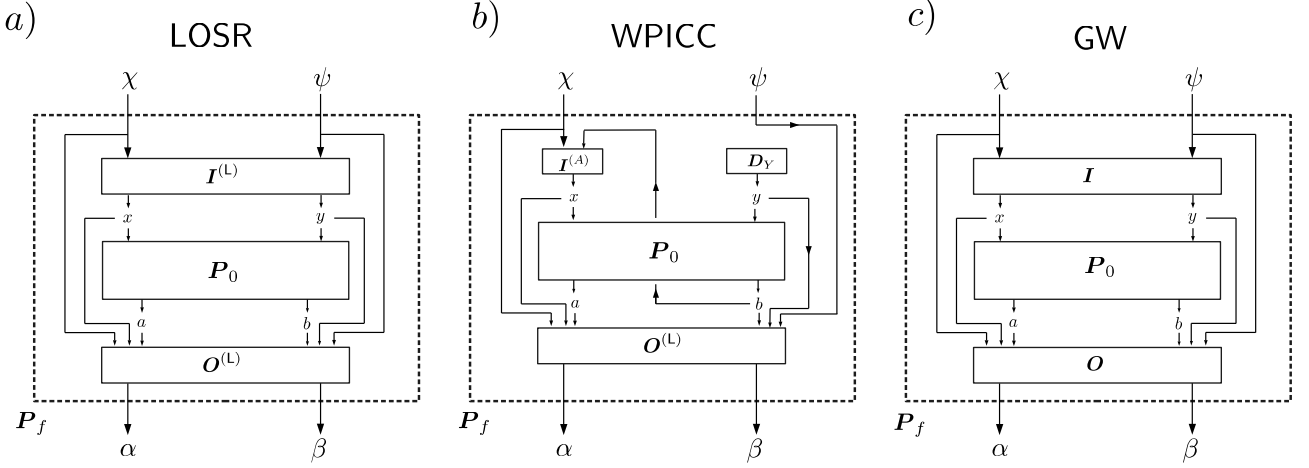 a) LOSR
χ ψ
I^(L)
x y
P_0
a b
O^(L)
P_f
α β
b) WPICC
χ ψ
I^(A) D_Y
x y
P_0
a b
O^(L)
P_f
α β
c) GW
χ ψ
I
x y
P_0
a b
O
P_f
α β